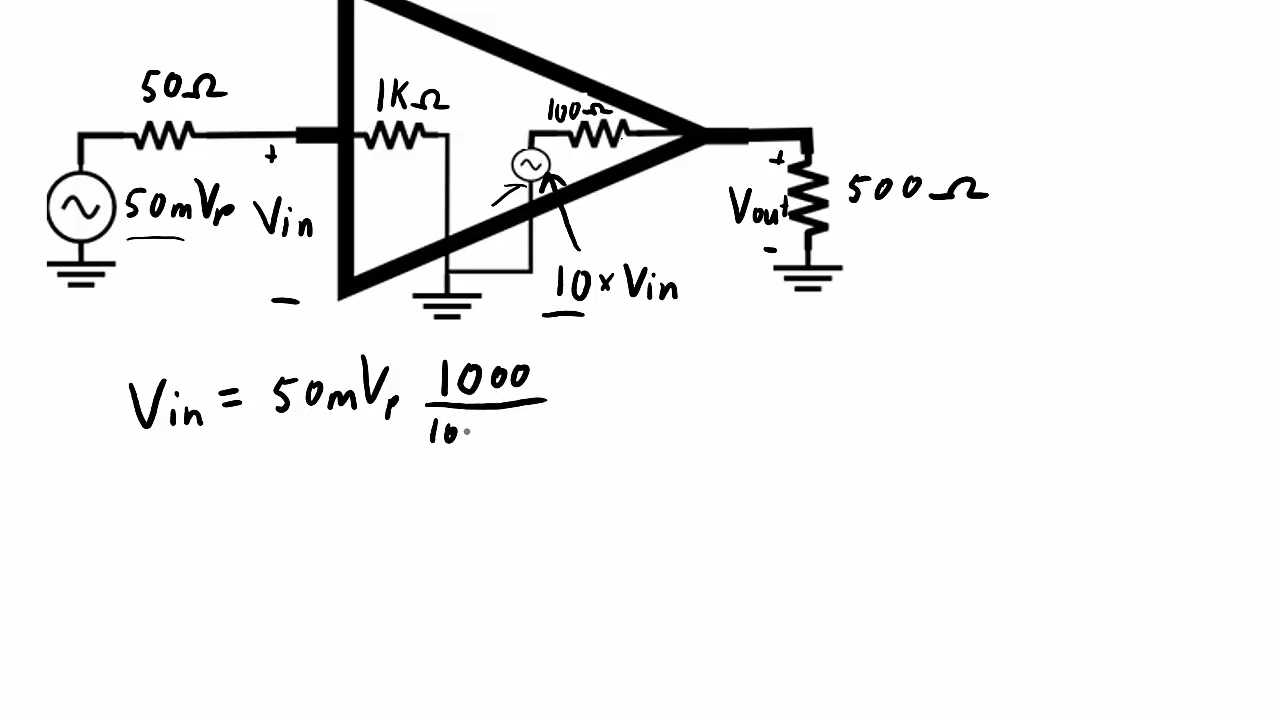 50Ω
1KΩ
100Ω
+
+
50mVp
Vin
Vout
500Ω
-
-
10 × Vin
Vin = 50mVp 1000
10